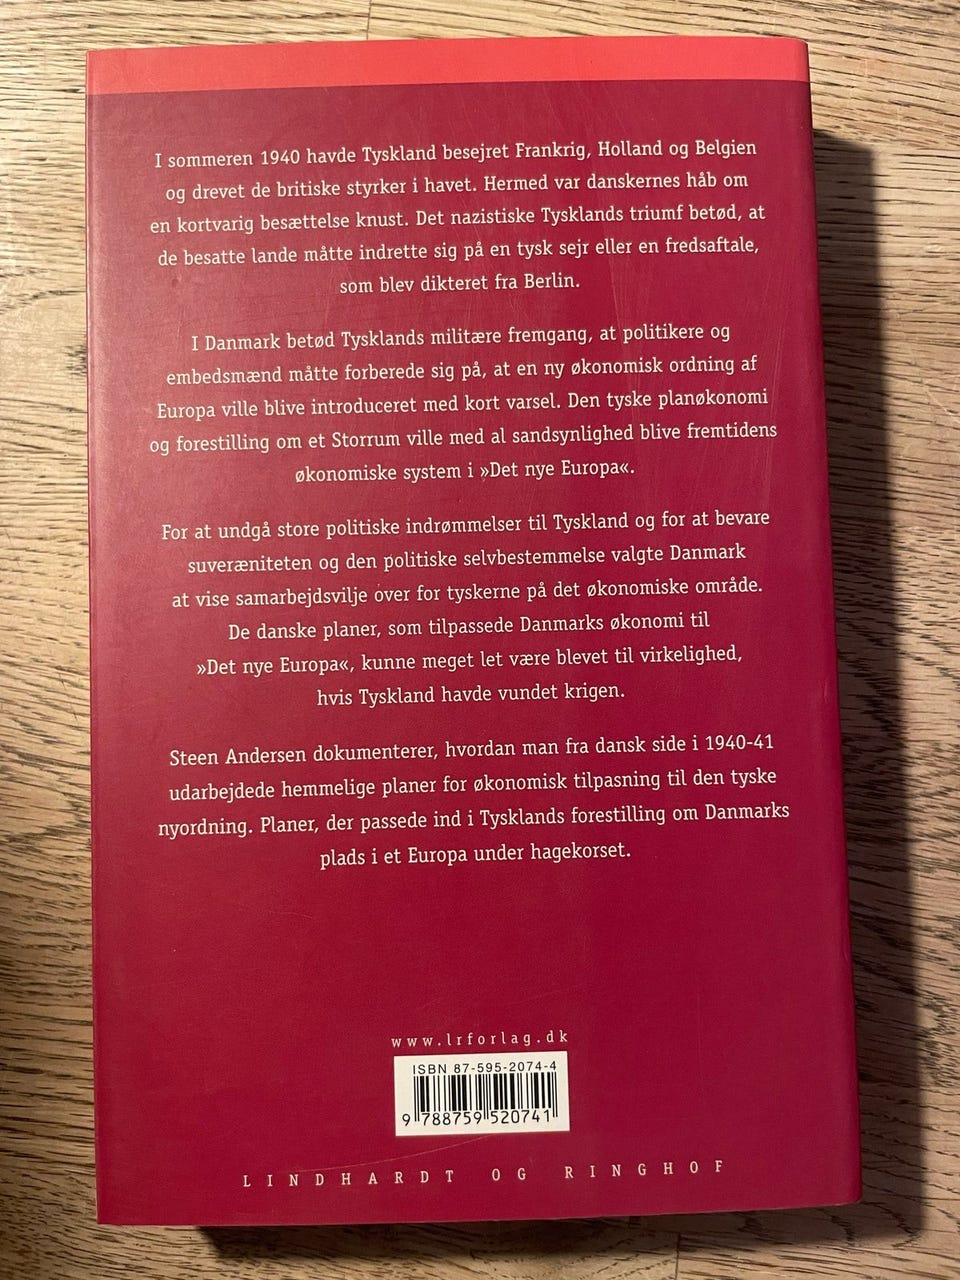 I sommeren 1940 havde Tyskland besejret Frankrig, Holland og Belgien
og drevet de britiske styrker i havet. Hermed var danskernes håb om
en kortvarig besættelse knust. Det nazistiske Tysklands triumf betød, at
de besatte lande måtte indrette sig på en tysk sejr eller en fredsaftale,
som blev dikteret fra Berlin.
I Danmark betød Tysklands militære fremgang, at politikere og
embedsmænd måtte forberede sig på, at en ny økonomisk ordning af
Europa ville blive introduceret med kort varsel. Den tyske planøkonomi
og forestilling om et Storrum ville med al sandsynlighed blive fremtidens
økonomiske system i »Det nye Europa«.
For at undgå store politiske indrømmelser til Tyskland og for at bevare
suveræniteten og den politiske selvbestemmelse valgte Danmark
at vise samarbejdsvilje over for tyskerne på det økonomiske område.
De danske planer, som tilpassede Danmarks økonomi til
»Det nye Europa«, kunne meget let være blevet til virkelighed,
hvis Tyskland havde vundet krigen.
Steen Andersen dokumenterer, hvordan man fra dansk side i 1940-41
udarbejdede hemmelige planer for økonomisk tilpasning til den tyske
nyordning. Planer, der passede ind i Tysklands forestilling om Danmarks
plads i et Europa under hagekorset.
www.lrforlag.dk
ISBN 87-595-2074-4
9 788759 520741
LINDHARDT OG RINGHOF